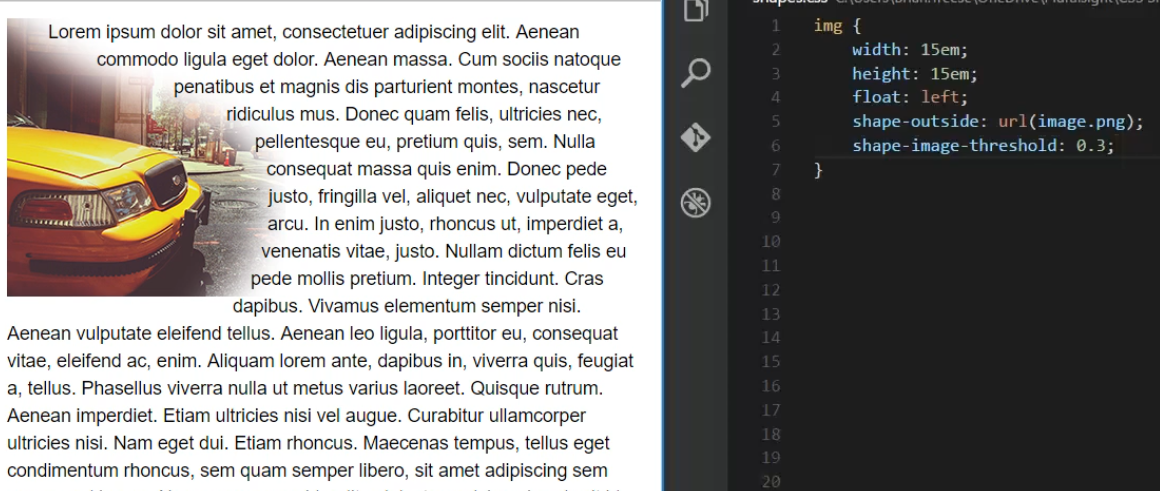 Lorem ipsum dolor sit amet, consectetuer adipiscing elit. Aenean
commodo ligula eget dolor. Aenean massa. Cum sociis natoque
penatibus et magnis dis parturient montes, nascetur
ridiculus mus. Donec quam felis, ultricies nec,
pellentesque eu, pretium quis, sem. Nulla
consequat massa quis enim. Donec pede
justo, fringilla vel, aliquet nec, vulputate eget,
arcu. In enim justo, rhoncus ut, imperdiet a,
venenatis vitae, justo. Nullam dictum felis eu
pede mollis pretium. Integer tincidunt. Cras
dapibus. Vivamus elementum semper nisi.
Aenean vulputate eleifend tellus. Aenean leo ligula, porttitor eu, consequat
vitae, eleifend ac, enim. Aliquam lorem ante, dapibus in, viverra quis, feugiat
a, tellus. Phasellus viverra nulla ut metus varius laoreet. Quisque rutrum.
Aenean imperdiet. Etiam ultricies nisi vel augue. Curabitur ullamcorper
ultricies nisi. Nam eget dui. Etiam rhoncus. Maecenas tempus, tellus eget
condimentum rhoncus, sem quam semper libero, sit amet adipiscing sem
1 img {
2 width: 15em;
3 height: 15em;
4 float: left;
5 shape-outside: url(image.png);
6 shape-image-threshold: 0.3;
7 }
8
9
10
11
12
13
14
15
16
17
18
19
20